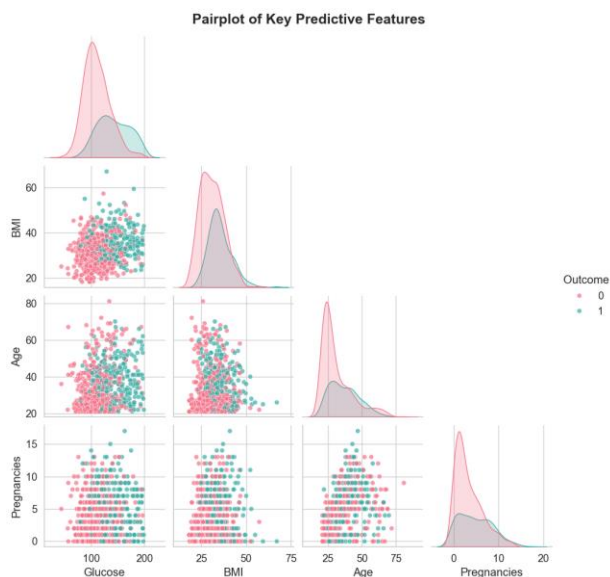 Pairplot of Key Predictive Features
BMI
60
40
20
Age
80
60
40
20
Pregnancies
15
10
5
0
100 200
Glucose
25 50 75
BMI
25 50 75
Age
0 10 20
Pregnancies
Outcome
0
1